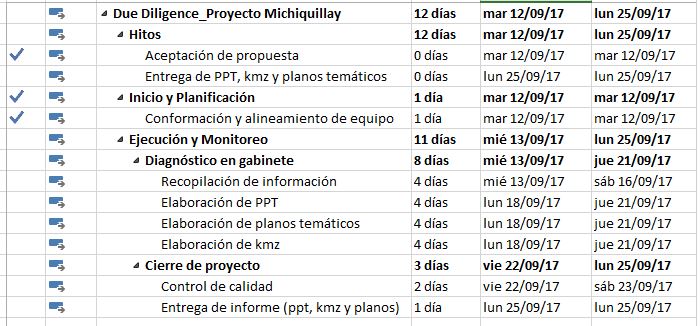 Due Diligence_Proyecto Michiquillay 12 días mar 12/09/17 lun 25/09/17
Hitos 12 días mar 12/09/17 lun 25/09/17
Aceptación de propuesta 0 días mar 12/09/17 mar 12/09/17
Entrega de PPT, kmz y planos temáticos 0 días lun 25/09/17 lun 25/09/17
Inicio y Planificación 1 día mar 12/09/17 mar 12/09/17
Conformación y alineamiento de equipo 1 día mar 12/09/17 mar 12/09/17
Ejecución y Monitoreo 11 días mié 13/09/17 lun 25/09/17
Diagnóstico en gabinete 8 días mié 13/09/17 jue 21/09/17
Recopilación de información 4 días mié 13/09/17 sáb 16/09/17
Elaboración de PPT 4 días lun 18/09/17 jue 21/09/17
Elaboración de planos temáticos 4 días lun 18/09/17 jue 21/09/17
Elaboración de kmz 4 días lun 18/09/17 jue 21/09/17
Cierre de proyecto 3 días vie 22/09/17 lun 25/09/17
Control de calidad 2 días vie 22/09/17 sáb 23/09/17
Entrega de informe (ppt, kmz y planos) 1 día lun 25/09/17 lun 25/09/17